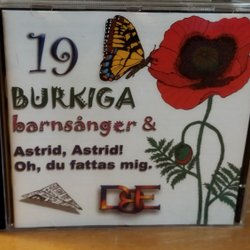 19
BURKIGA
barnsånger &
Astrid, Astrid!
Oh, du fattas mig.
D&E